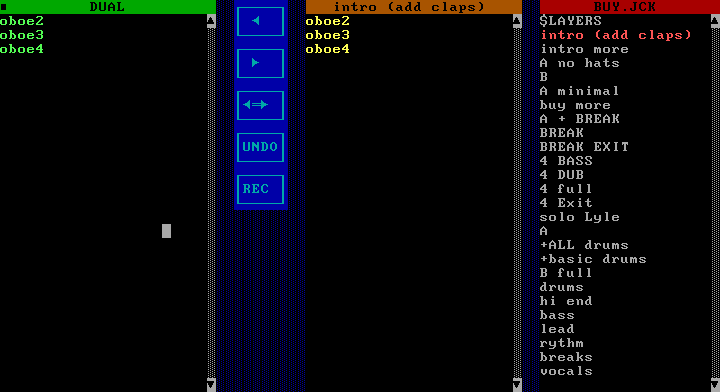 DUAL
oboe2
oboe3
oboe4
UNDO
REC
intro (add claps)
oboe2
oboe3
oboe4
BUY.JCK
$LAYERS
intro (add claps)
intro more
A no hats
B
A minimal
buy more
A + BREAK
BREAK
BREAK EXIT
4 BASS
4 DUB
4 full
4 Exit
solo Lyle
A
+ALL drums
+basic drums
B full
drums
hi end
bass
lead
rythm
breaks
vocals